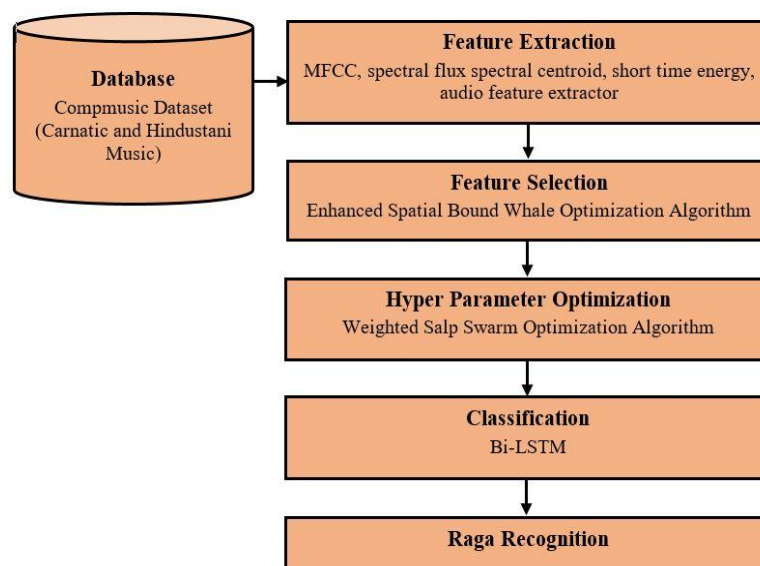 Database
Compmusic Dataset
(Carnatic and Hindustani
Music)
Feature Extraction
MFCC, spectral flux spectral centroid, short time energy,
audio feature extractor
Feature Selection
Enhanced Spatial Bound Whale Optimization Algorithm
Hyper Parameter Optimization
Weighted Salp Swarm Optimization Algorithm
Classification
Bi-LSTM
Raga Recognition